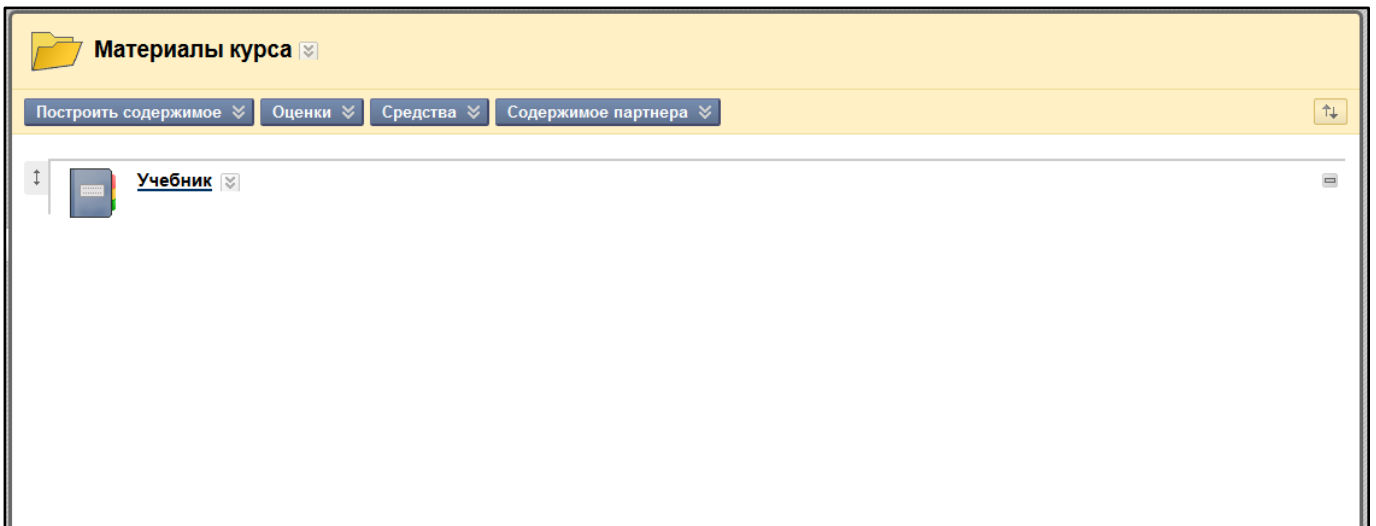 Материалы курса
Построить содержимое Оценки Средства Содержимое партнера
Учебник